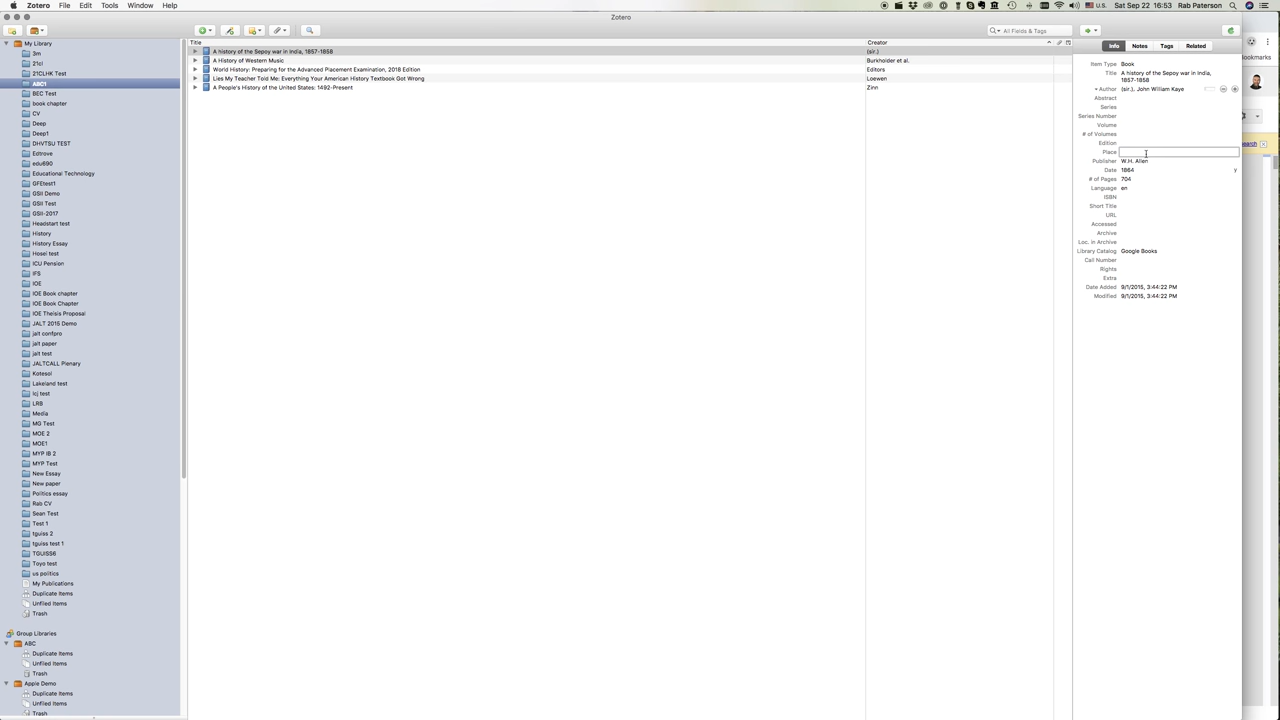 Zotero File Edit Tools Window Help
U.S. Sat Sep 22 16:53 Rab Paterson
Zotero
All Fields & Tags
My Library
3m
21cl
21CLHK Test
ABC1
BEC Test
book chapter
CV
Deep
Deep1
DHVTSU TEST
Edtrove
edu690
Educational Technology
GFEtest1
GSII Demo
GSII Test
GSII-2017
Headstart test
History
History Essay
Hosei test
ICU Pension
IFS
IOE
IOE Book chapter
IOE Book Chapter
IOE Theisis Proposal
JALT 2015 Demo
jalt confpro
jalt paper
jalt test
JALTCALL Plenary
Kotesol
Lakeland test
lcj test
LRB
Media
MG Test
MOE 2
MOE1
MYP IB 2
MYP Test
New Essay
New paper
Politics essay
Rab CV
Sean Test
Test 1
tguiss 2
tguiss test 1
TGUISS6
Toyo test
us politics
My Publications
Duplicate Items
Unfiled Items
Trash
Group Libraries
ABC
Duplicate Items
Unfiled Items
Trash
Apple Demo
Duplicate Items
Unfiled Items
Trash
Title Creator
A history of the Sepoy war in India, 1857-1858 (sir.)
A History of Western Music Burkholder et al.
World History: Preparing for the Advanced Placement Examination, 2018 Edition Editors
Lies My Teacher Told Me: Everything Your American History Textbook Got Wrong Loewen
A People's History of the United States: 1492-Present Zinn
Info Notes Tags Related
Item Type Book
Title A history of the Sepoy war in India,
1857-1858
Author (sir.), John William Kaye
Abstract
Series
Series Number
Volume
# of Volumes
Edition
Place
Publisher W.H. Allen
Date 1864 y
# of Pages 704
Language en
ISBN
Short Title
URL
Accessed
Archive
Loc. in Archive
Library Catalog Google Books
Call Number
Rights
Extra
Date Added 9/1/2015, 3:44:22 PM
Modified 9/1/2015, 3:44:22 PM